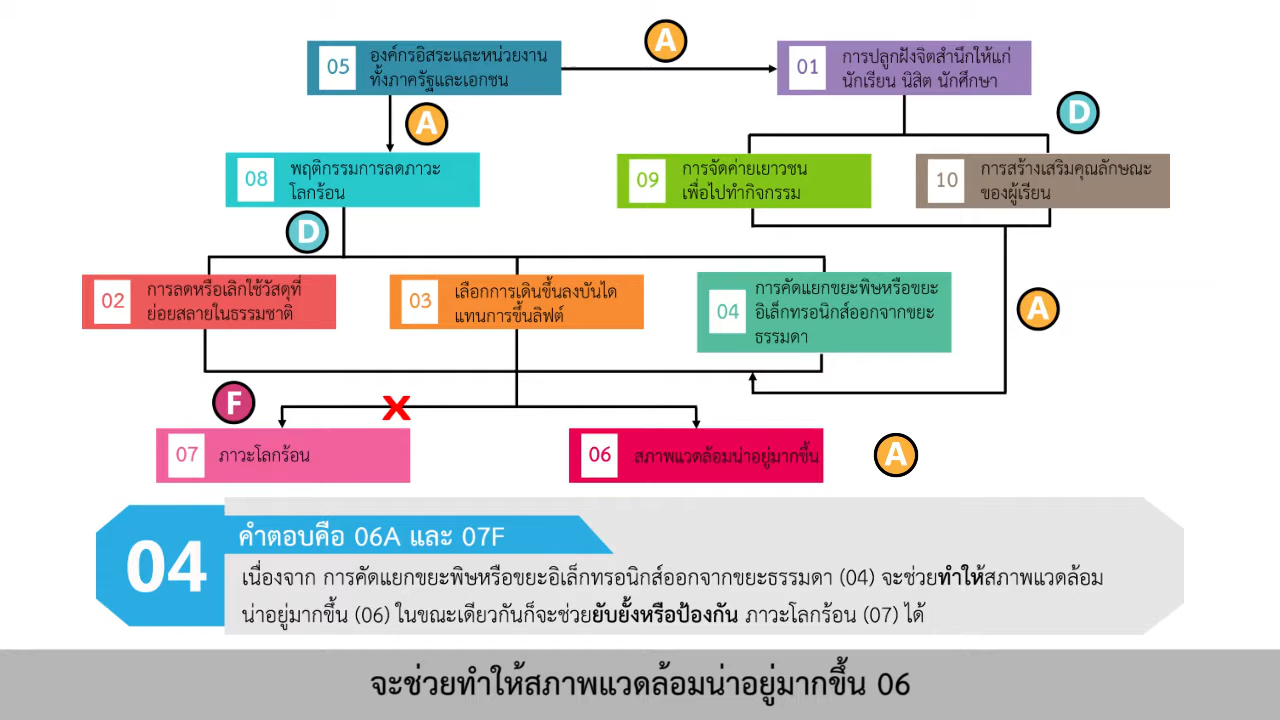 A
05
องค์กรอิสระและหน่วยงาน
ทั้งภาครัฐและเอกชน
01
การปลูกฝังจิตสำนึกให้แก่
นักเรียน นิสิต นักศึกษา
A
D
08
พฤติกรรมการลดภาวะ
โลกร้อน
09
การจัดค่ายเยาวชน
เพื่อไปทำกิจกรรม
10
การสร้างเสริมคุณลักษณะ
ของผู้เรียน
D
02
การลดหรือเลิกใช้วัสดุที่
ย่อยสลายในธรรมชาติ
03
เลือกการเดินขึ้นลงบันได
แทนการขึ้นลิฟต์
04
การคัดแยกขยะพิษหรือขยะ
อิเล็กทรอนิกส์ออกจากขยะ
ธรรมดา
A
F
X
07
ภาวะโลกร้อน
06
สภาพแวดล้อมน่าอยู่มากขึ้น
A
04
คำตอบคือ 06A และ 07F
เนื่องจาก การคัดแยกขยะพิษหรือขยะอิเล็กทรอนิกส์ออกจากขยะธรรมดา (04) จะช่วยทำให้สภาพแวดล้อม
น่าอยู่มากขึ้น (06) ในขณะเดียวกันก็จะช่วยยับยั้งหรือป้องกัน ภาวะโลกร้อน (07) ได้
จะช่วยทำให้สภาพแวดล้อมน่าอยู่มากขึ้น 06